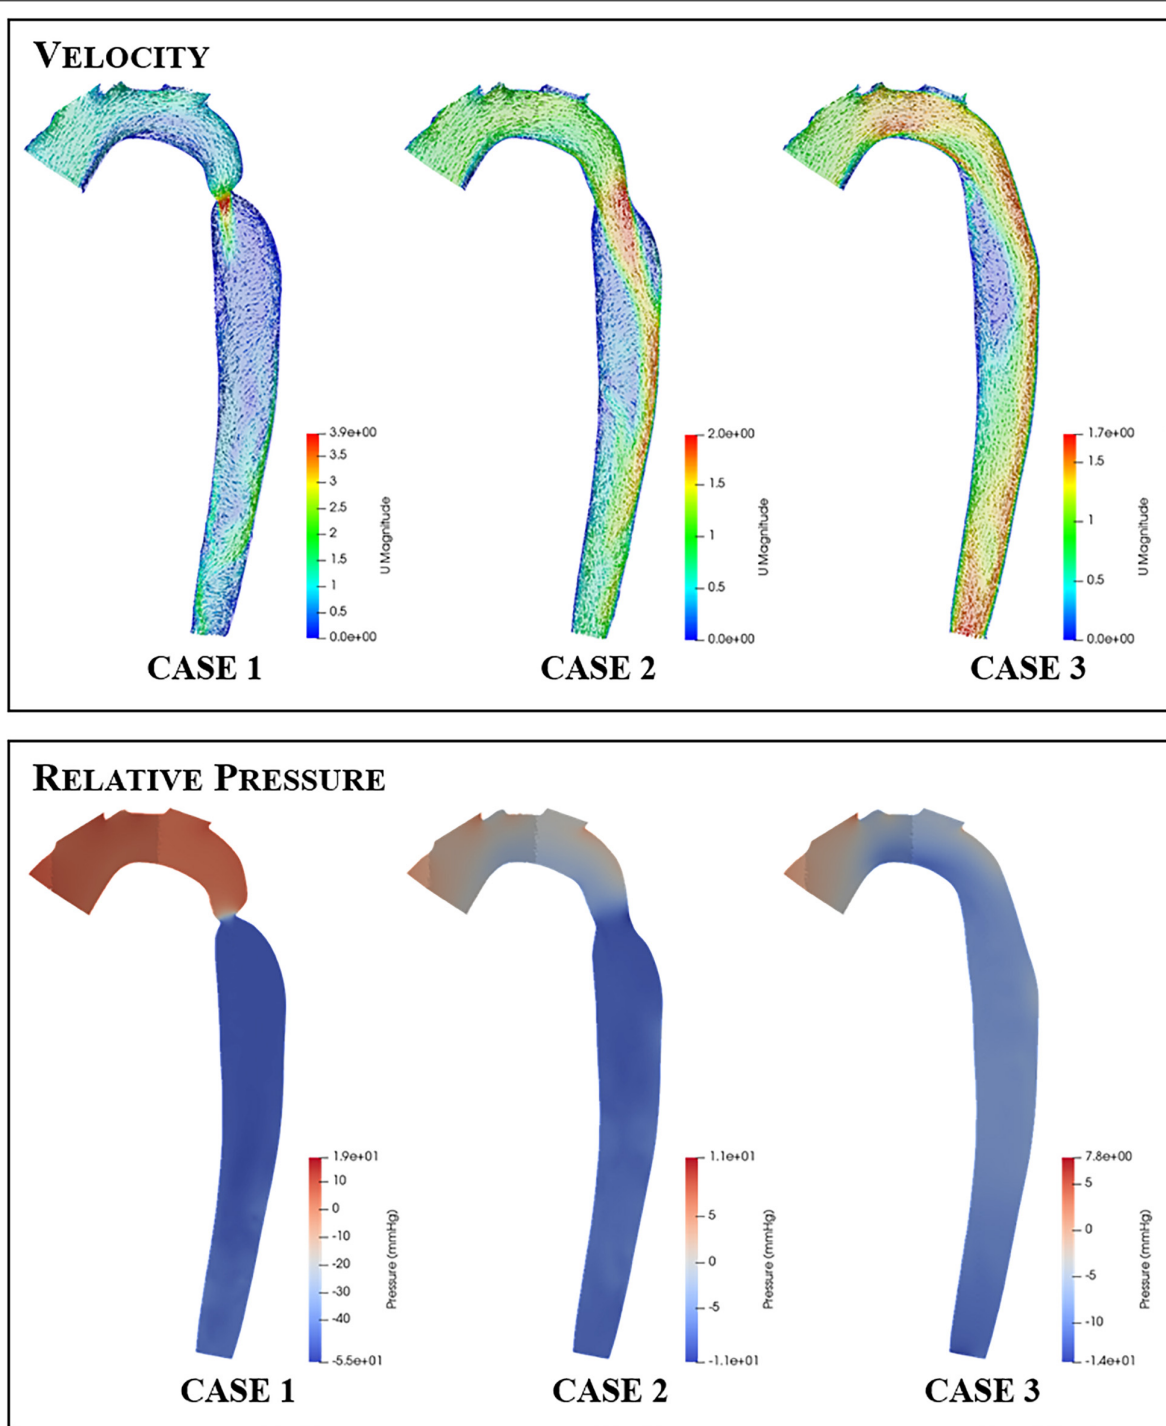 VELOCITY
3.9e+00
3.5
3
2.5
2
1.5
1
0.5
0.0e+00
U Magnitude
2.0e+00
1.5
1
0.5
0.0e+00
U Magnitude
1.7e+00
1.5
1
0.5
0.0e+00
U Magnitude
CASE 1
CASE 2
CASE 3
RELATIVE PRESSURE
1.9e+01
10
0
-10
-20
-30
-40
-5.5e+01
Pressure (mmHg)
1.1e+01
5
0
-5
-1.1e+01
Pressure (mmHg)
7.8e+00
5
0
-5
-10
-1.4e+01
Pressure (mmHg)
CASE 1
CASE 2
CASE 3